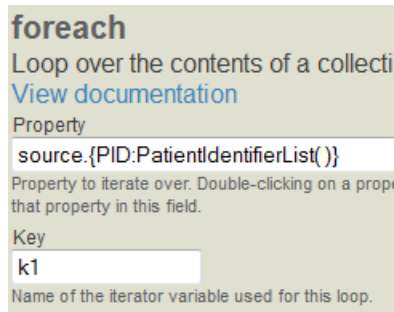 foreach
Loop over the contents of a collecti
View documentation
Property
source.{PID:PatientIdentifierList()}
Property to iterate over. Double-clicking on a prope
that property in this field.
Key
k1
Name of the iterator variable used for this loop.